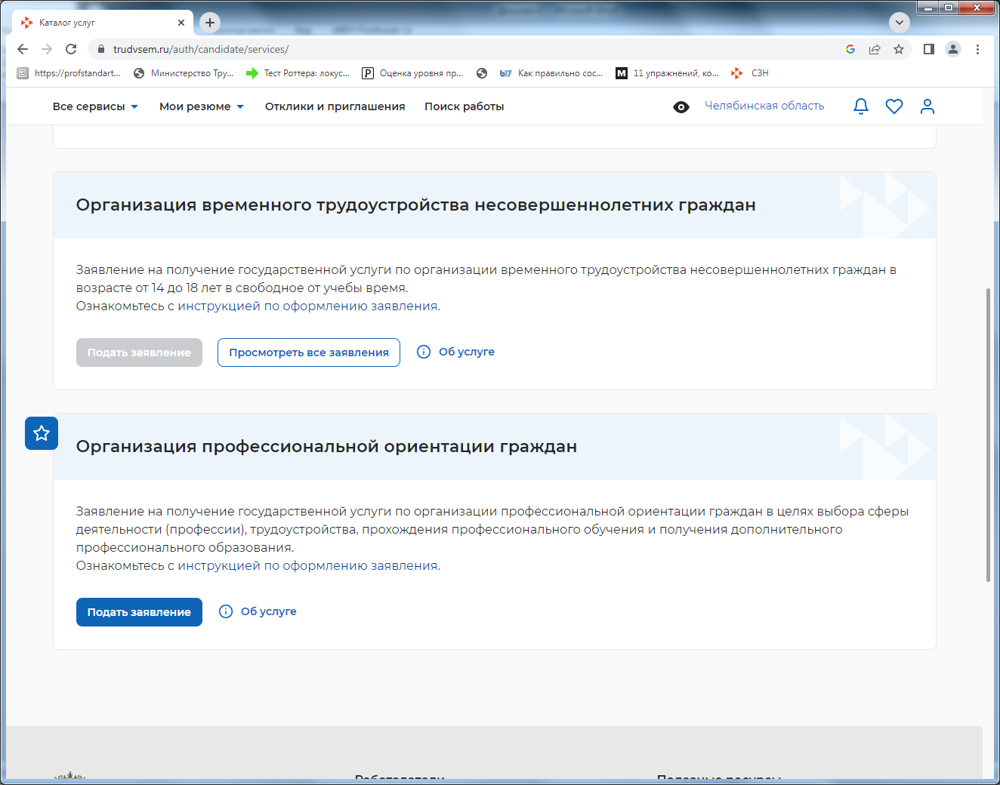 Каталог услуг
trudvsem.ru/auth/candidate/services/
https://profstandart...
Министерство Тру...
Тест Роттера: локус...
Оценка уровня пр...
b17
Как правильно сос...
11 упражнений, ко...
СЗН
Все сервисы
Мои резюме
Отклики и приглашения
Поиск работы
Челябинская область
Организация временного трудоустройства несовершеннолетних граждан
Заявление на получение государственной услуги по организации временного трудоустройства несовершеннолетних граждан в
возрасте от 14 до 18 лет в свободное от учебы время.
Ознакомьтесь с инструкцией по оформлению заявления.
Подать заявление
Просмотреть все заявления
Об услуге
Организация профессиональной ориентации граждан
Заявление на получение государственной услуги по организации профессиональной ориентации граждан в целях выбора сферы
деятельности (профессии), трудоустройства, прохождения профессионального обучения и получения дополнительного
профессионального образования.
Ознакомьтесь с инструкцией по оформлению заявления.
Подать заявление
Об услуге
Работодатели
Полезные ресурсы